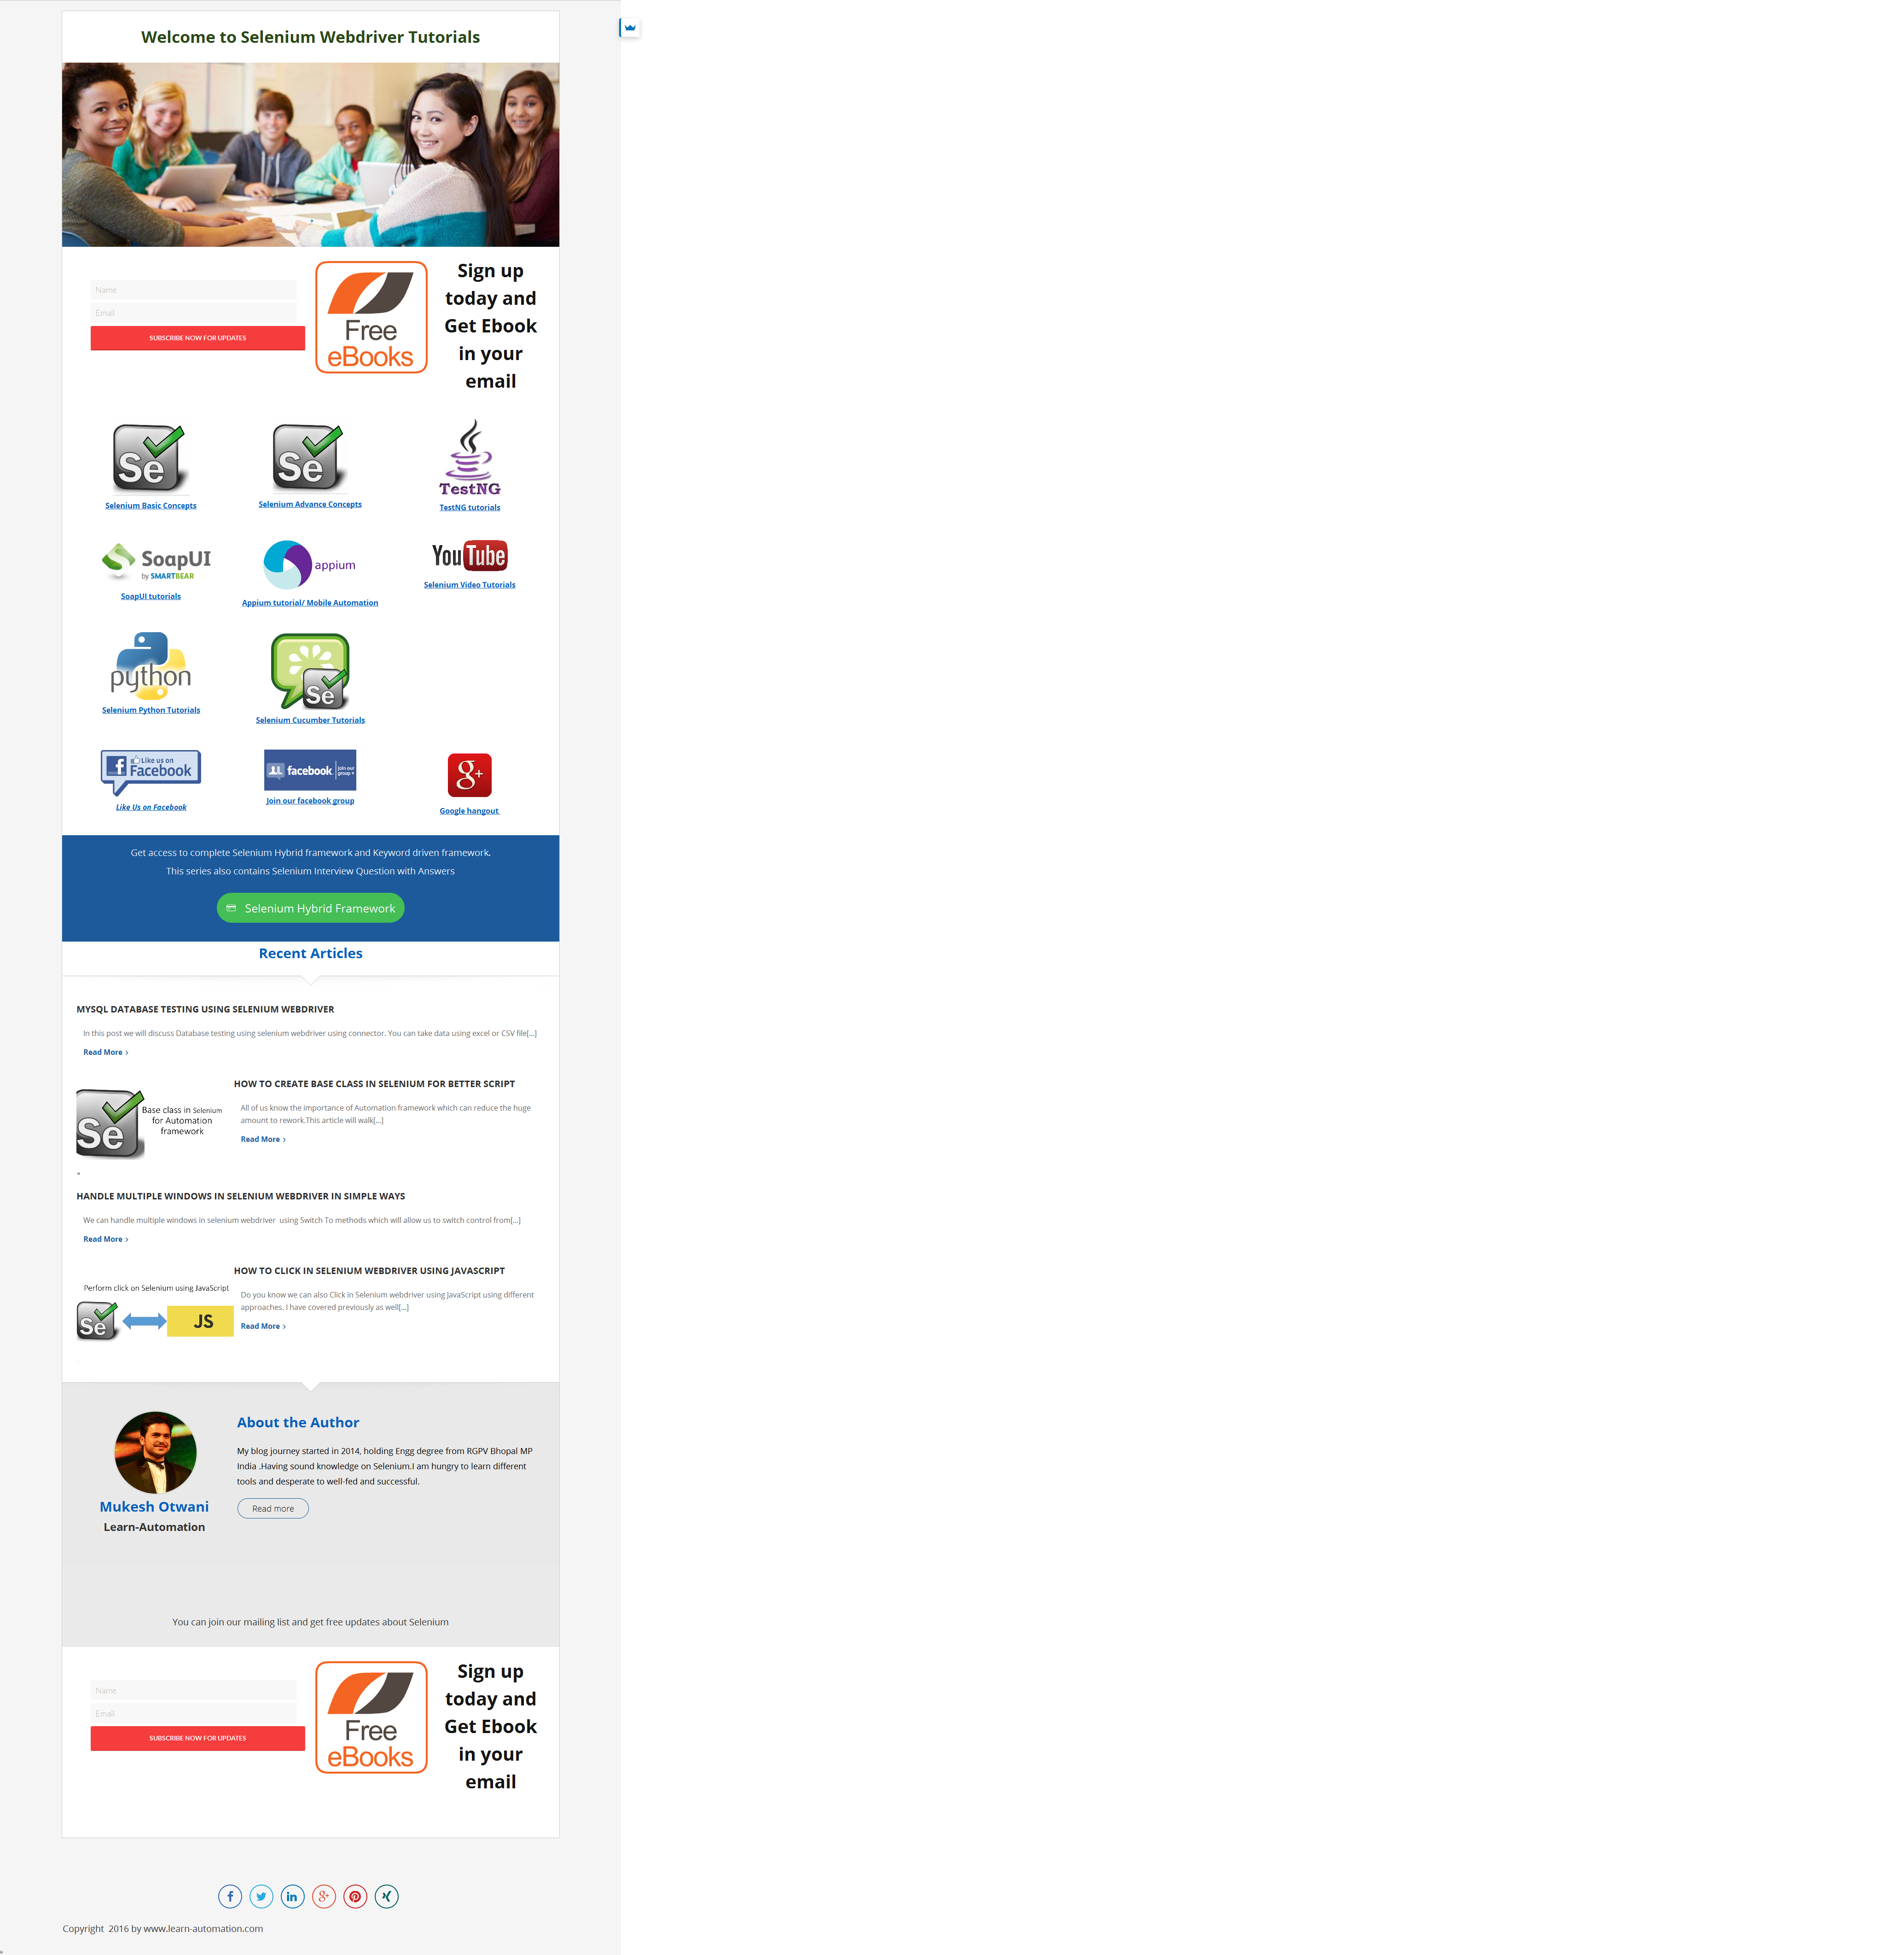 Welcome to Selenium Webdriver Tutorials
Name
Email
SUBSCRIBE NOW FOR UPDATES
Free
eBooks
Sign up
today and
Get Ebook
in your
email
Se
Selenium Basic Concepts
Se
Selenium Advance Concepts
TestNG
TestNG tutorials
SoapUI
by SMARTBEAR
SoapUI tutorials
appium
Appium tutorial/ Mobile Automation
YouTube
Selenium Video Tutorials
python
Selenium Python Tutorials
Se
Selenium Cucumber Tutorials
Like us on
Facebook
Like Us on Facebook
facebook. Join our
group
Join our facebook group
g+
Google hangout
Get access to complete Selenium Hybrid framework and Keyword driven framework.
This series also contains Selenium Interview Question with Answers
Selenium Hybrid Framework
Recent Articles
MYSQL DATABASE TESTING USING SELENIUM WEBDRIVER
In this post we will discuss Database testing using selenium webdriver using connector. You can take data using excel or CSV file[...]
Read More ›
Se
Base class in Selenium
for Automation
framework
HOW TO CREATE BASE CLASS IN SELENIUM FOR BETTER SCRIPT
All of us know the importance of Automation framework which can reduce the huge
amount to rework.This article will walk[...]
Read More ›
HANDLE MULTIPLE WINDOWS IN SELENIUM WEBDRIVER IN SIMPLE WAYS
We can handle multiple windows in selenium webdriver  using Switch To methods which will allow us to switch control from[...]
Read More ›
Perform click on Selenium using JavaScript
Se
JS
HOW TO CLICK IN SELENIUM WEBDRIVER USING JAVASCRIPT
Do you know we can also Click in Selenium webdriver using JavaScript using different
approaches. I have covered previously as well[...]
Read More ›
Mukesh Otwani
Learn-Automation
About the Author
My blog journey started in 2014, holding Engg degree from RGPV Bhopal MP
India .Having sound knowledge on Selenium.I am hungry to learn different
tools and desperate to well-fed and successful.
Read more
You can join our mailing list and get free updates about Selenium
Name
Email
SUBSCRIBE NOW FOR UPDATES
Free
eBooks
Sign up
today and
Get Ebook
in your
email
Copyright  2016 by www.learn-automation.com